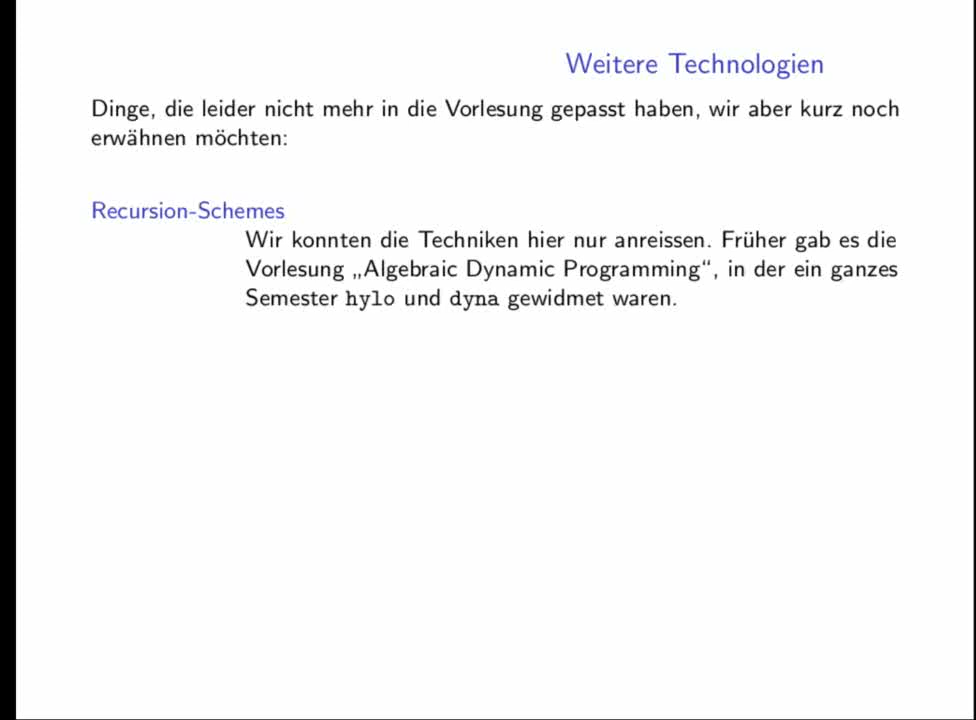 Weitere Technologien
Dinge, die leider nicht mehr in die Vorlesung gepasst haben, wir aber kurz noch
erwähnen möchten:
Recursion-Schemes
Wir konnten die Techniken hier nur anreissen. Früher gab es die
Vorlesung „Algebraic Dynamic Programming“, in der ein ganzes
Semester hylo und dyna gewidmet waren.